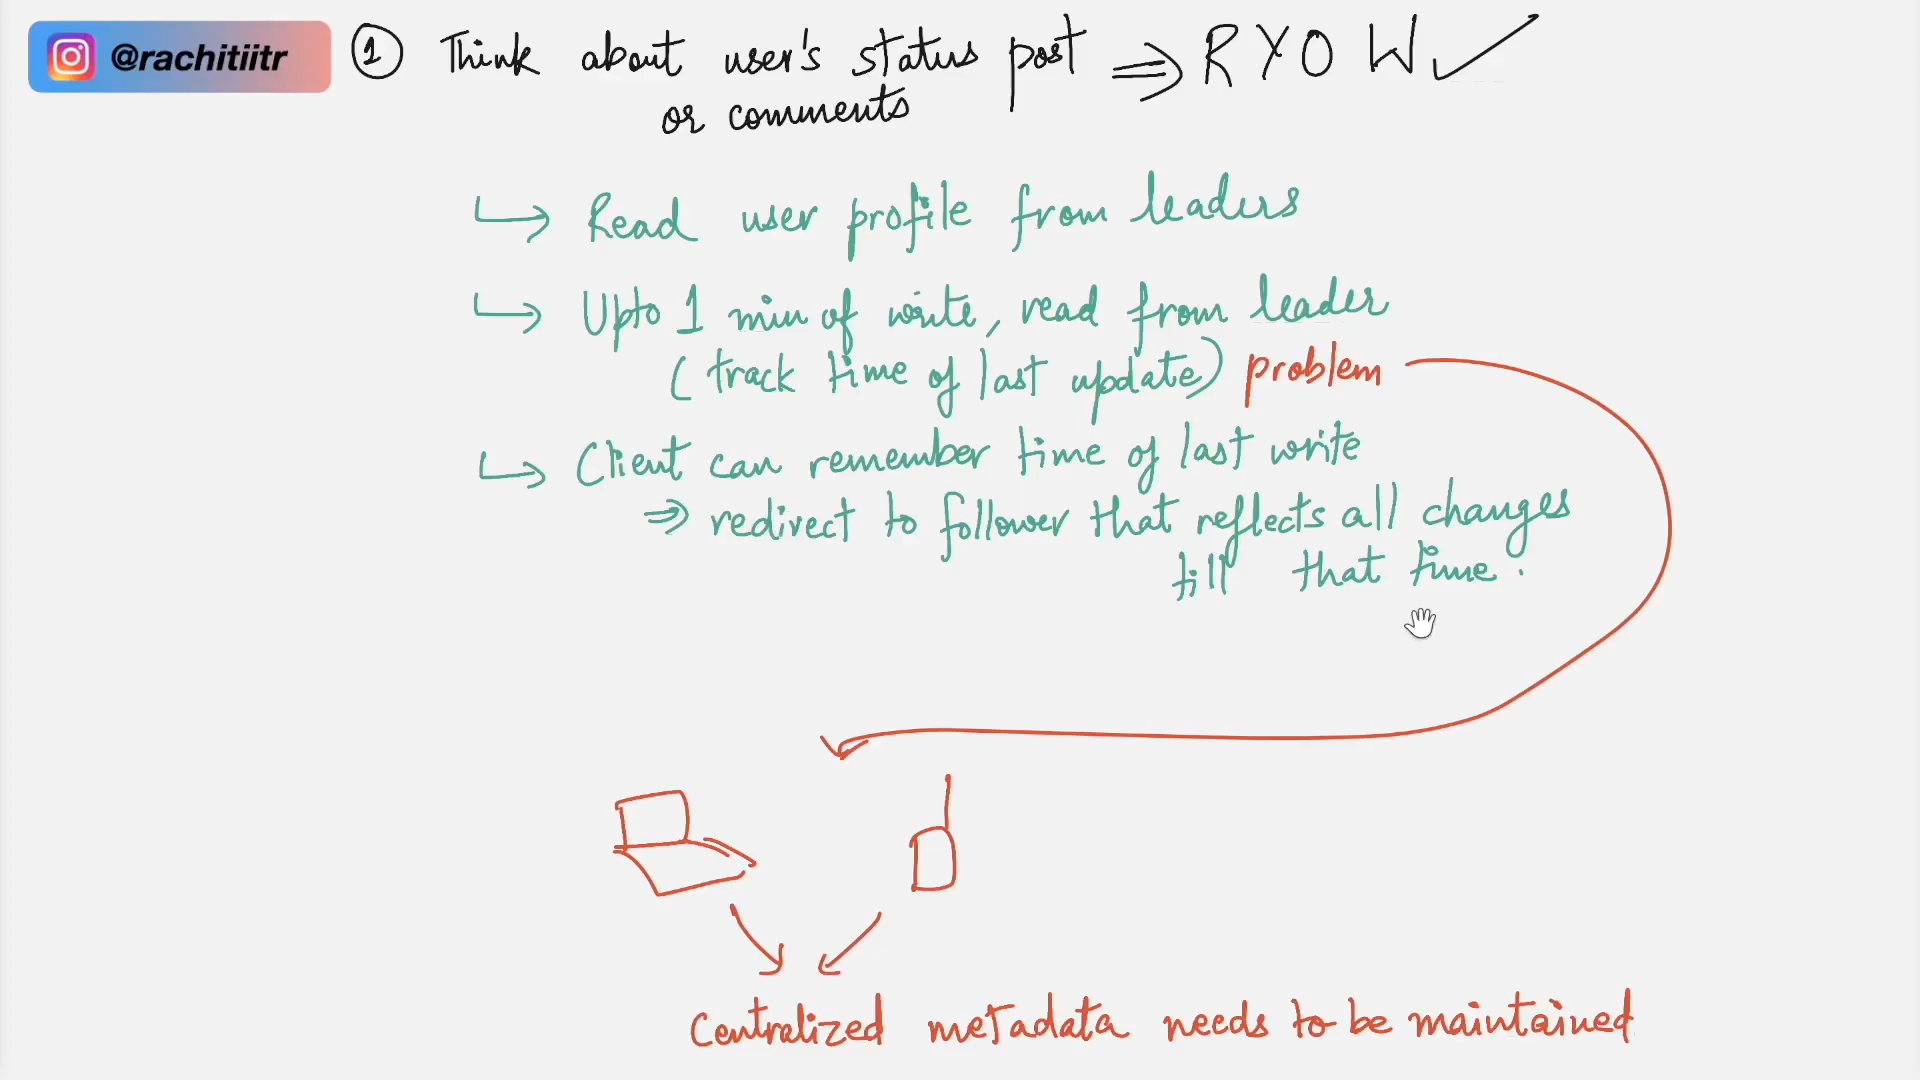 @rachitiitr
① Think about user's status post ⇒ RYOW ✓
or comments
↳ Read user profile from leaders
↳ Upto 1 min of write, read from leader
(track time of last update) problem
↳ Client can remember time of last write
⇒ redirect to follower that reflects all changes
till that time.
Centralized metadata needs to be maintained